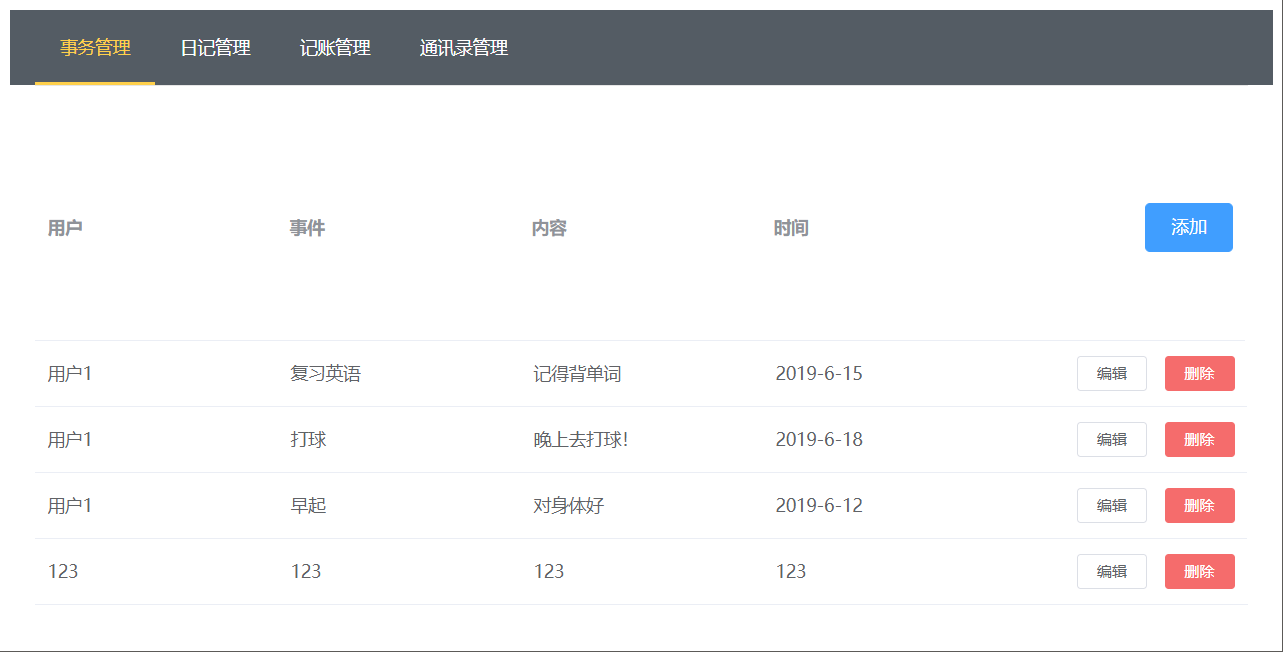 事务管理 日记管理 记账管理 通讯录管理
用户 事件 内容 时间 添加
用户1 复习英语 记得背单词 2019-6-15 编辑 删除
用户1 打球 晚上去打球! 2019-6-18 编辑 删除
用户1 早起 对身体好 2019-6-12 编辑 删除
123 123 123 123 编辑 删除